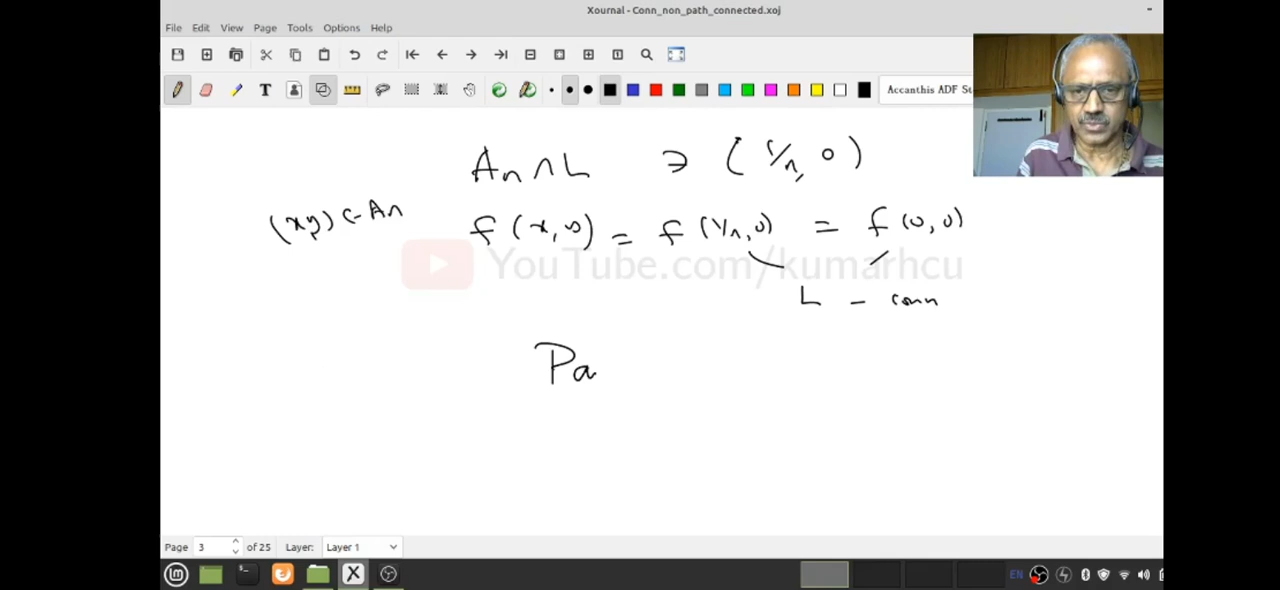 Xournal - Conn_non_path_connected.xoj
File Edit View Page Tools Options Help
T
Accanthis ADF St
An ∩ L ∋ (1/n, 0)
(x,y) ∈ An f(x,y) = f(1/n,0) = f(0,0)
YouTube.com/kumarhcu
L - conn
Pa
Page 3 of 25 Layer: Layer 1
EN